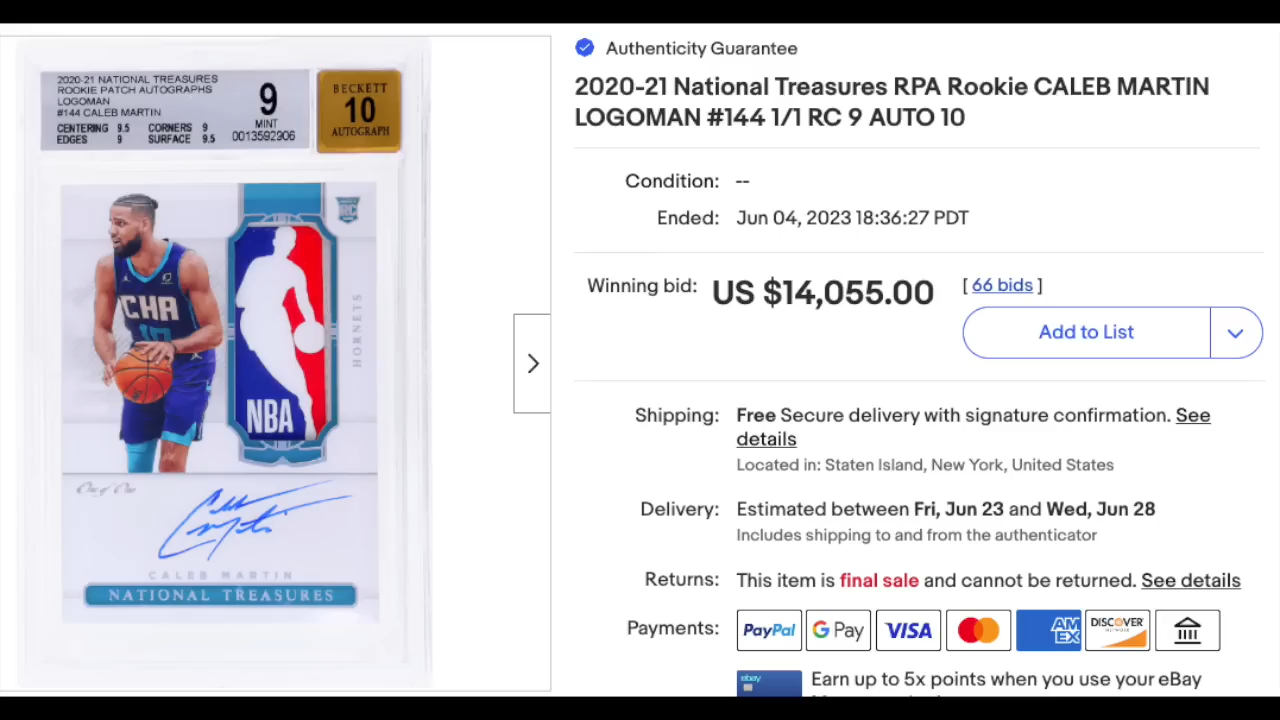 2020-21 NATIONAL TREASURES
ROOKIE PATCH AUTOGRAPHS
LOGOMAN
#144 CALEB MARTIN
CENTERING 9.5 CORNERS 9
EDGES 9 SURFACE 9.5
9
MINT
0013592906
BECKETT
10
AUTOGRAPH
RC
CHA
10
HORNETS
NBA
One of One
Caleb Martin
CALEB MARTIN
NATIONAL TREASURES
Authenticity Guarantee
2020-21 National Treasures RPA Rookie CALEB MARTIN
LOGOMAN #144 1/1 RC 9 AUTO 10
Condition: --
Ended: Jun 04, 2023 18:36:27 PDT
Winning bid: US $14,055.00 [ 66 bids ]
Add to List
Shipping: Free Secure delivery with signature confirmation. See
details
Located in: Staten Island, New York, United States
Delivery: Estimated between Fri, Jun 23 and Wed, Jun 28
Includes shipping to and from the authenticator
Returns: This item is final sale and cannot be returned. See details
Payments: PayPal G Pay VISA AM EX DISCOVER
ebay
Earn up to 5x points when you use your eBay